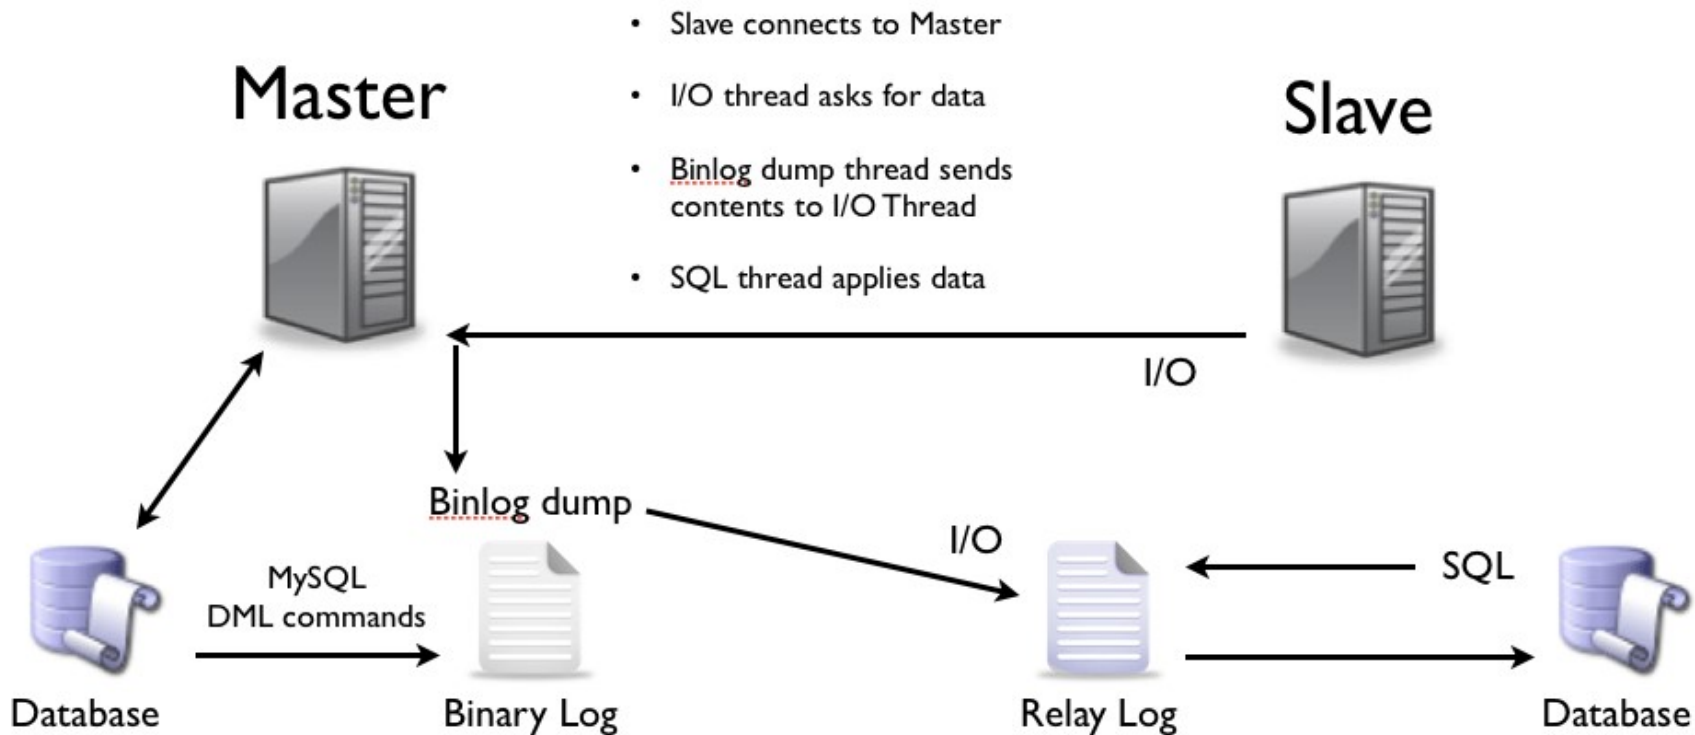 • Slave connects to Master
Master
• I/O thread asks for data
Slave
• Binlog dump thread sends
contents to I/O Thread
• SQL thread applies data
I/O
Binlog dump
I/O
SQL
MySQL
DML commands
Database
Binary Log
Relay Log
Database